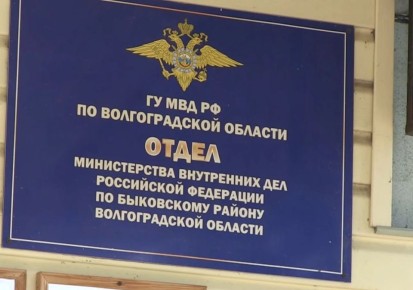 ГУ МВД РФ
ПО ВОЛГОГРАДСКОЙ ОБЛАСТИ
ОТДЕЛ
МИНИСТЕРСТВА ВНУТРЕННИХ ДЕЛ
РОССИЙСКОЙ ФЕДЕРАЦИИ
ПО БЫКОВСКОМУ РАЙОНУ
ВОЛГОГРАДСКОЙ ОБЛАСТИ